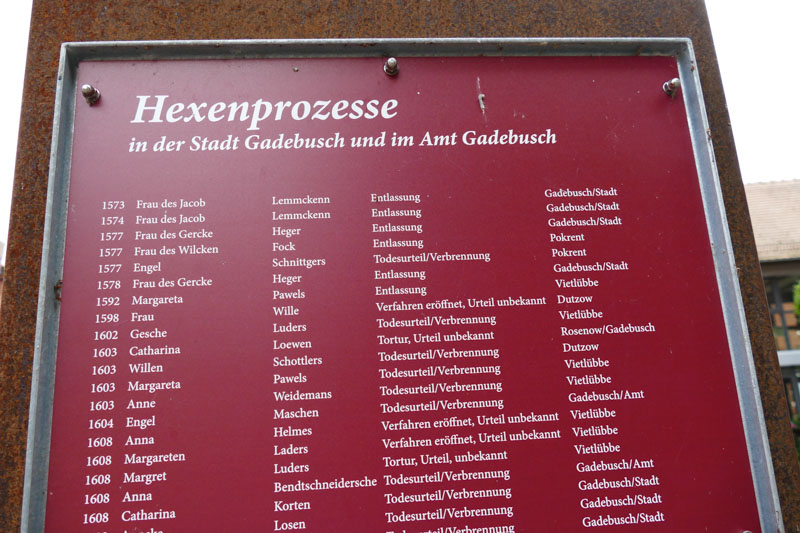 Hexenprozesse
in der Stadt Gadebusch und im Amt Gadebusch
1573 Frau des Jacob Lemmckenn Entlassung Gadebusch/Stadt
1574 Frau des Jacob Lemmckenn Entlassung Gadebusch/Stadt
1577 Frau des Gercke Heger Entlassung Gadebusch/Stadt
1577 Frau des Wilcken Fock Entlassung Pokrent
1577 Engel Schnittgers Todesurteil/Verbrennung Pokrent
1578 Frau des Gercke Heger Entlassung Gadebusch/Stadt
1592 Margareta Pawels Entlassung Vietlübbe
1598 Frau Wille Verfahren eröffnet, Urteil unbekannt Dutzow
1602 Gesche Luders Todesurteil/Verbrennung Vietlübbe
1603 Catharina Loewen Tortur, Urteil unbekannt Rosenow/Gadebusch
1603 Willen Schottlers Todesurteil/Verbrennung Dutzow
1603 Margareta Pawels Todesurteil/Verbrennung Vietlübbe
1603 Anne Weidemans Todesurteil/Verbrennung Vietlübbe
1604 Engel Maschen Todesurteil/Verbrennung Gadebusch/Amt
1608 Anna Helmes Verfahren eröffnet, Urteil unbekannt Vietlübbe
1608 Margareten Laders Verfahren eröffnet, Urteil unbekannt Vietlübbe
1608 Margret Luders Tortur, Urteil, unbekannt Vietlübbe
1608 Anna Bendtschneidersche Todesurteil/Verbrennung Gadebusch/Amt
1608 Catharina Korten Todesurteil/Verbrennung Gadebusch/Stadt
Losen Todesurteil/Verbrennung Gadebusch/Stadt
Todesurteil/Verbrennung Gadebusch/Stadt